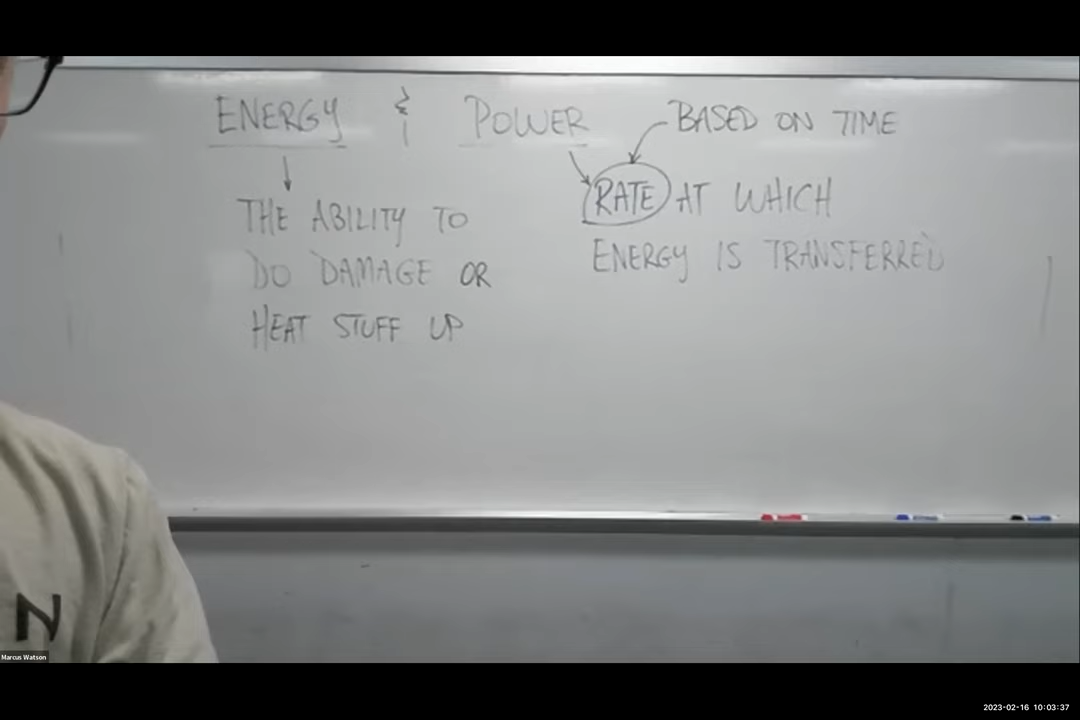 ENERGY & POWER
BASED ON TIME
THE ABILITY TO
DO DAMAGE OR
HEAT STUFF UP
RATE AT WHICH
ENERGY IS TRANSFERRED
N
Marcus Watson
2023-02-16 10:03:37